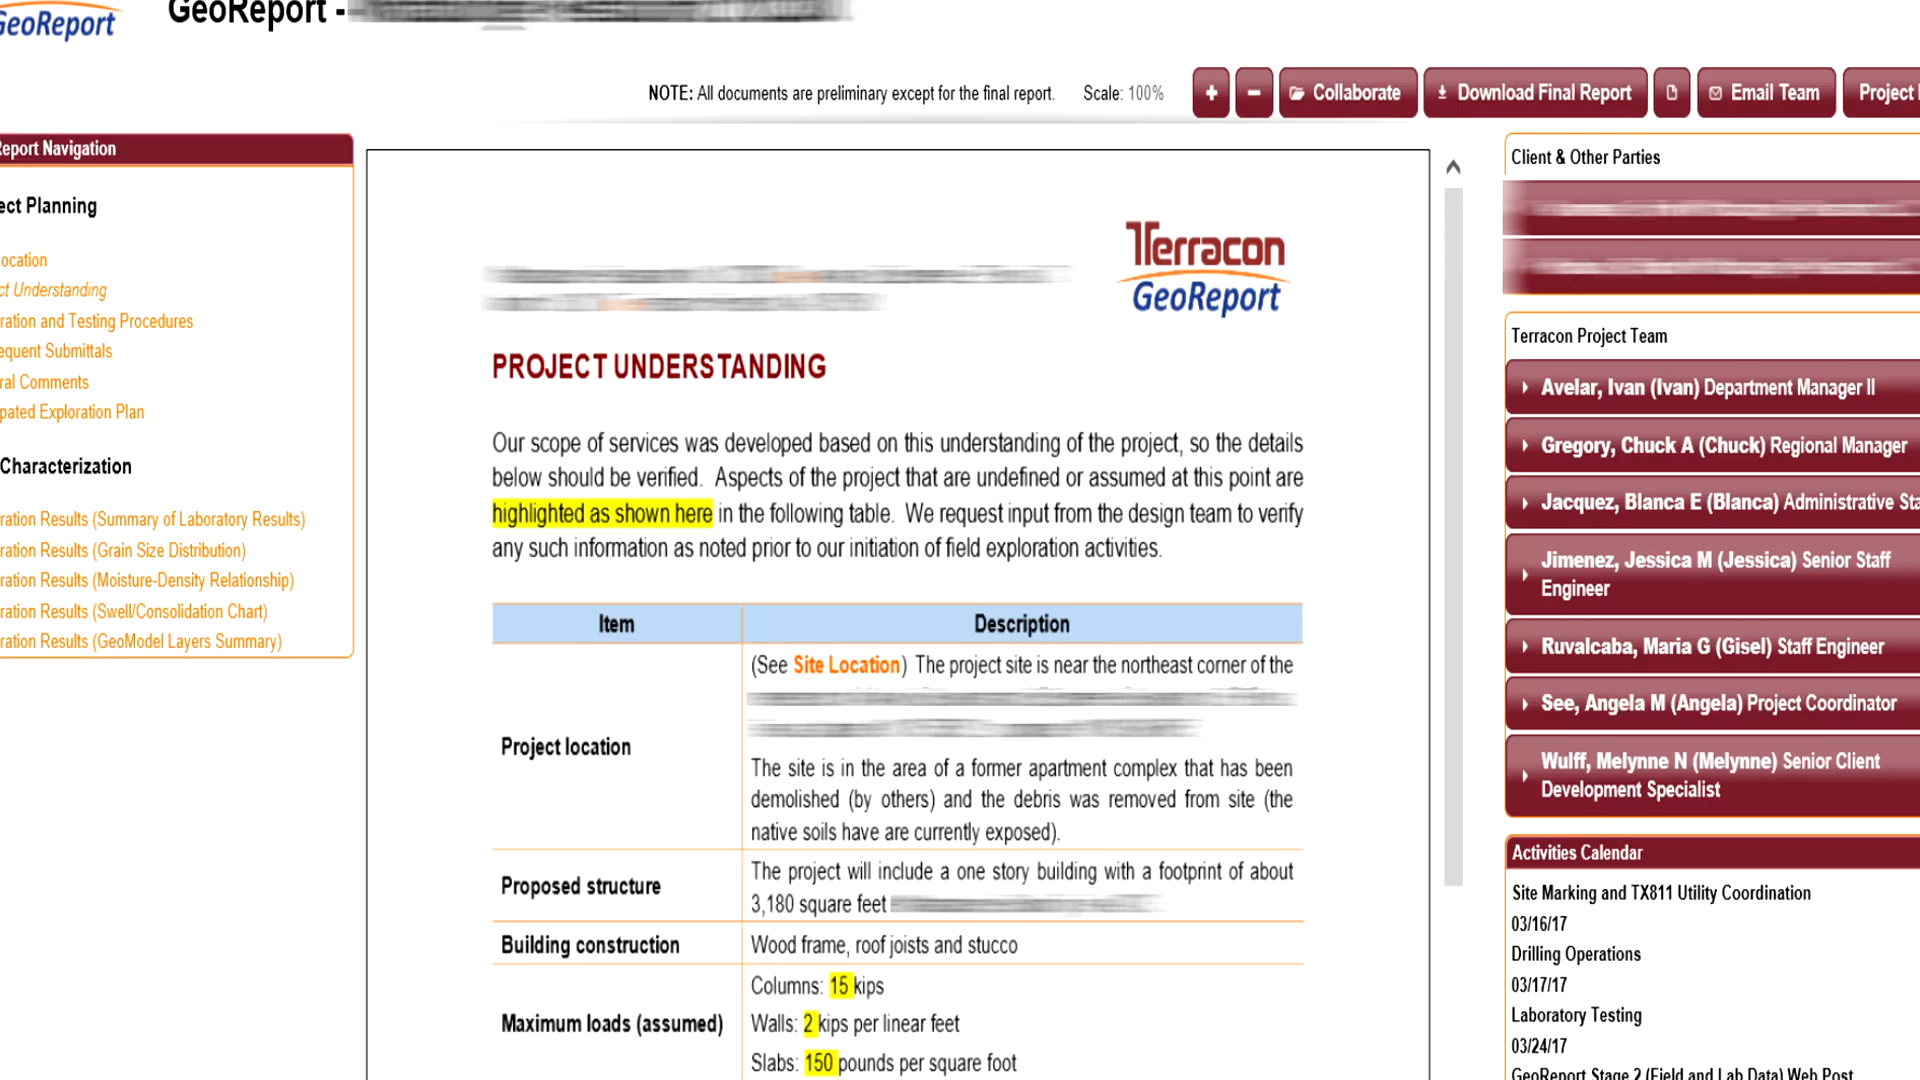 GeoReport
GeoReport -
NOTE: All documents are preliminary except for the final report.
Scale: 100%
+
-
Collaborate
Download Final Report
Email Team
Project
Report Navigation
ect Planning
ocation
ct Understanding
ration and Testing Procedures
equent Submittals
ral Comments
pated Exploration Plan
Characterization
ration Results (Summary of Laboratory Results)
ration Results (Grain Size Distribution)
ration Results (Moisture-Density Relationship)
ration Results (Swell/Consolidation Chart)
ration Results (GeoModel Layers Summary)
Terracon
GeoReport
PROJECT UNDERSTANDING
Our scope of services was developed based on this understanding of the project, so the details
below should be verified. Aspects of the project that are undefined or assumed at this point are
highlighted as shown here in the following table. We request input from the design team to verify
any such information as noted prior to our initiation of field exploration activities.
Item
Description
Project location
(See Site Location) The project site is near the northeast corner of the
The site is in the area of a former apartment complex that has been
demolished (by others) and the debris was removed from site (the
native soils have are currently exposed).
Proposed structure
The project will include a one story building with a footprint of about
3,180 square feet
Building construction
Wood frame, roof joists and stucco
Maximum loads (assumed)
Columns: 15 kips
Walls: 2 kips per linear feet
Slabs: 150 pounds per square foot
Client & Other Parties
Terracon Project Team
Avelar, Ivan (Ivan) Department Manager II
Gregory, Chuck A (Chuck) Regional Manager
Jacquez, Blanca E (Blanca) Administrative Sta
Jimenez, Jessica M (Jessica) Senior Staff
Engineer
Ruvalcaba, Maria G (Gisel) Staff Engineer
See, Angela M (Angela) Project Coordinator
Wulff, Melynne N (Melynne) Senior Client
Development Specialist
Activities Calendar
Site Marking and TX811 Utility Coordination
03/16/17
Drilling Operations
03/17/17
Laboratory Testing
03/24/17
GeoReport Stage 2 (Field and Lab Data) Web Post